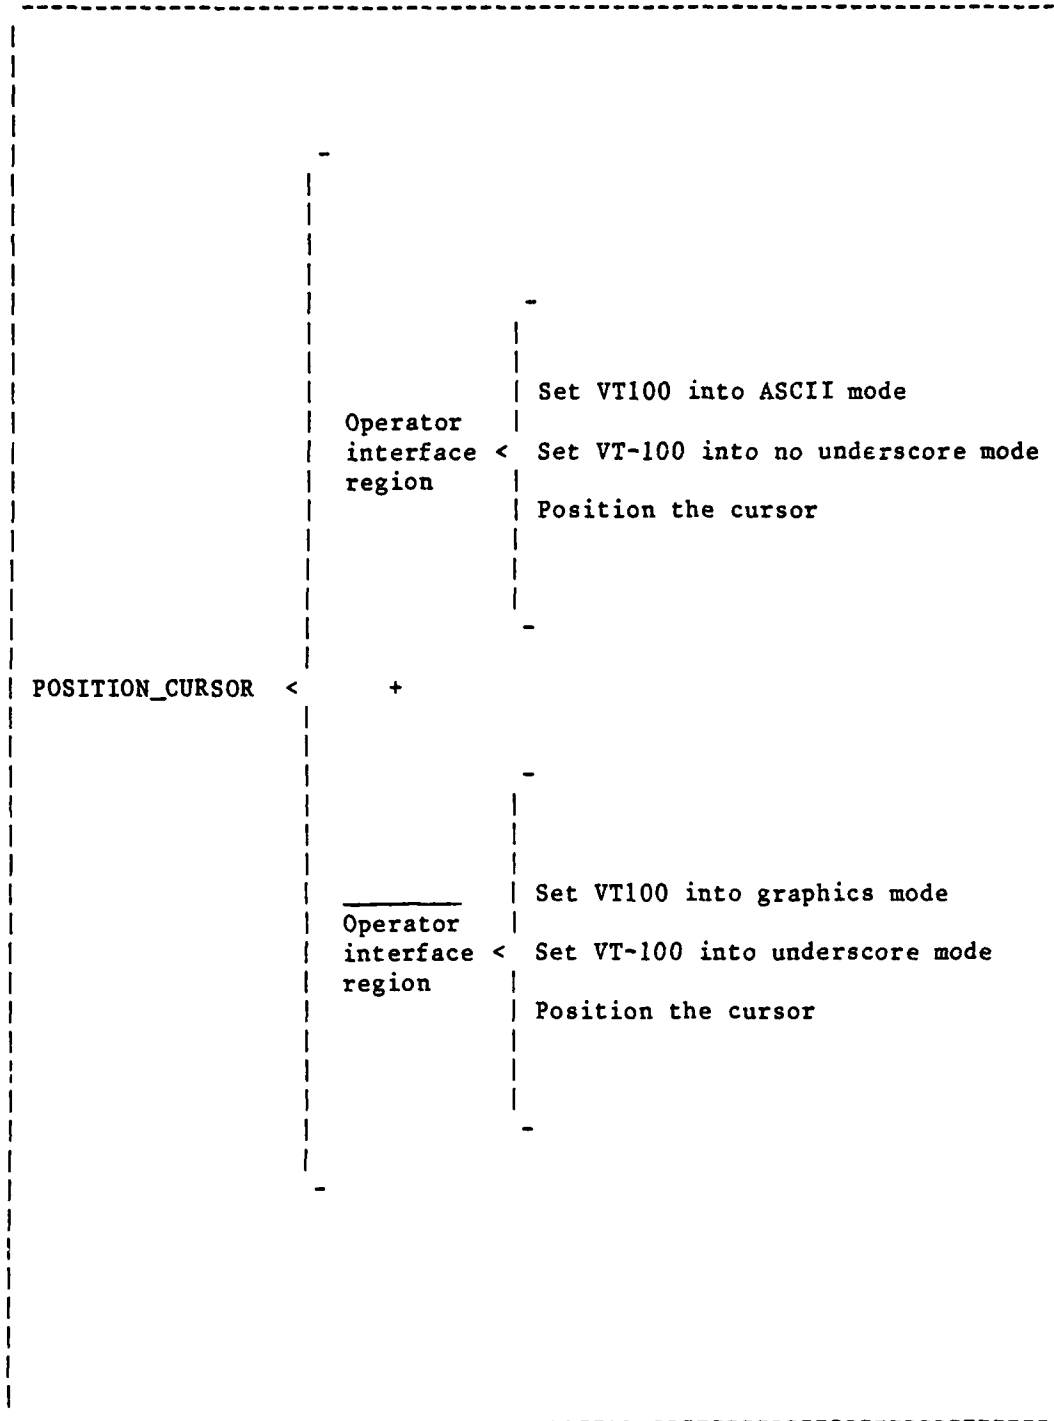 Set VT100 into ASCII mode
Operator
interface < Set VT-100 into no underscore mode
region
Position the cursor
POSITION_CURSOR < +
Set VT100 into graphics mode
Operator
interface < Set VT-100 into underscore mode
region
Position the cursor